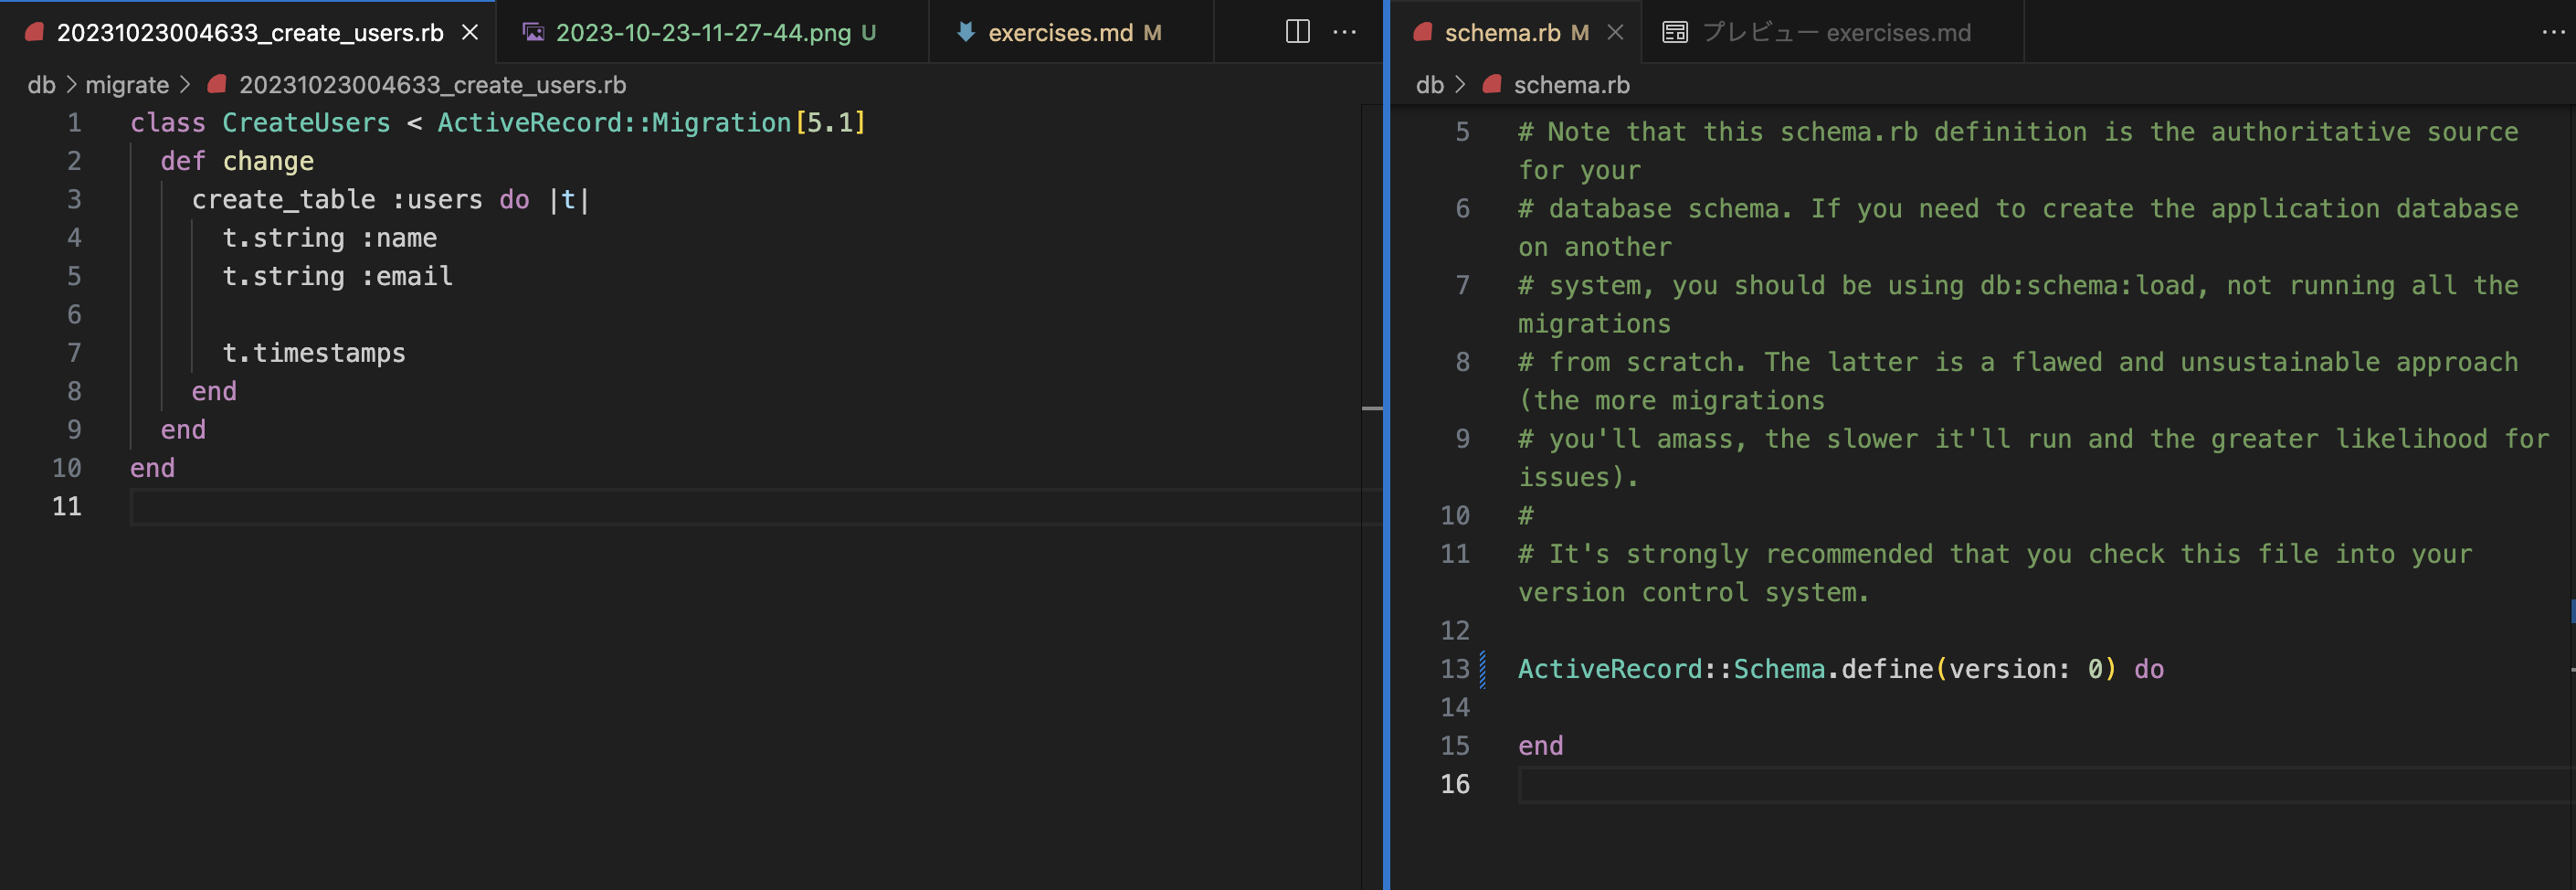 20231023004633_create_users.rb
2023-10-23-11-27-44.png U
exercises.md M
db > migrate > 20231023004633_create_users.rb
1 class CreateUsers < ActiveRecord::Migration[5.1]
2 def change
3 create_table :users do |t|
4 t.string :name
5 t.string :email
6
7 t.timestamps
8 end
9 end
10 end
11
schema.rb M
プレビュー exercises.md
db > schema.rb
5 # Note that this schema.rb definition is the authoritative source
for your
6 # database schema. If you need to create the application database
on another
7 # system, you should be using db:schema:load, not running all the
migrations
8 # from scratch. The latter is a flawed and unsustainable approach
(the more migrations
9 # you'll amass, the slower it'll run and the greater likelihood for
issues).
10 #
11 # It's strongly recommended that you check this file into your
version control system.
12
13 ActiveRecord::Schema.define(version: 0) do
14
15 end
16